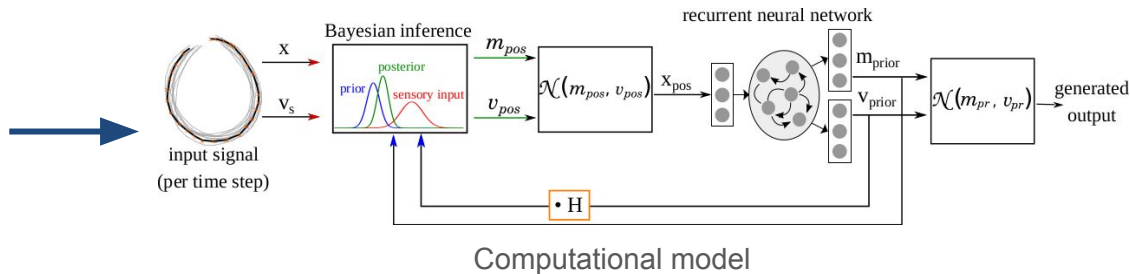 recurrent neural network
Bayesian inference
x
v_s
input signal
(per time step)
prior
posterior
sensory input
m_pos
v_pos
𝒩(m_pos, v_pos)
x_pos
m_prior
v_prior
𝒩(m_pr, v_pr)
generated
output
• H
Computational model